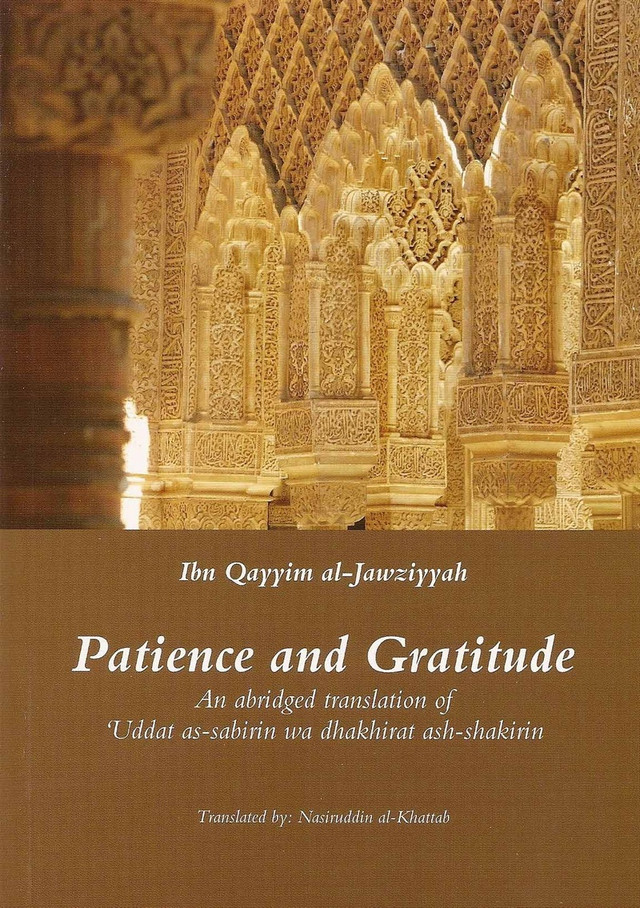 Ibn Qayyim al-Jawziyyah
Patience and Gratitude
An abridged translation of
'Uddat as-sabirin wa dhakhirat ash-shakirin
Translated by: Nasiruddin al-Khattab